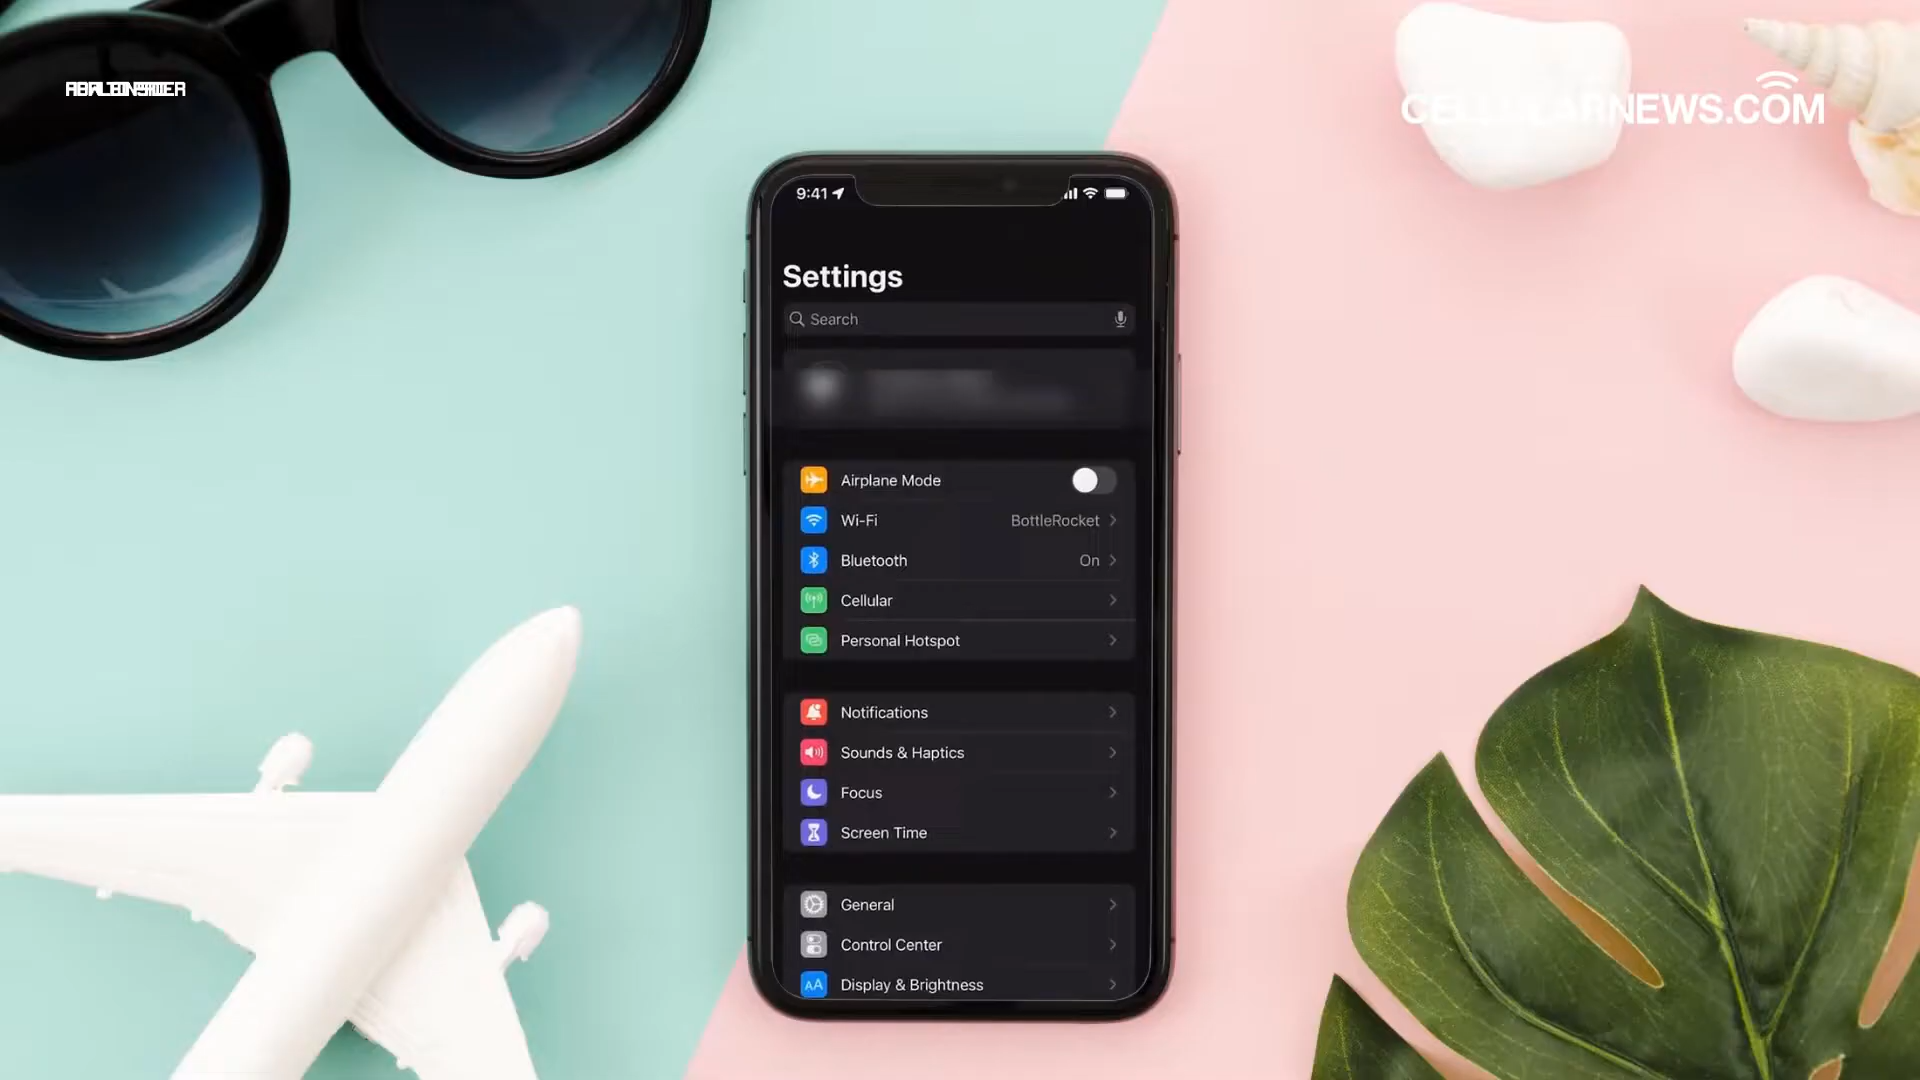 CELLULARNEWS.COM
9:41
Settings
Search
Airplane Mode
Wi-Fi BottleRocket
Bluetooth On
Cellular
Personal Hotspot
Notifications
Sounds & Haptics
Focus
Screen Time
General
Control Center
AA Display & Brightness